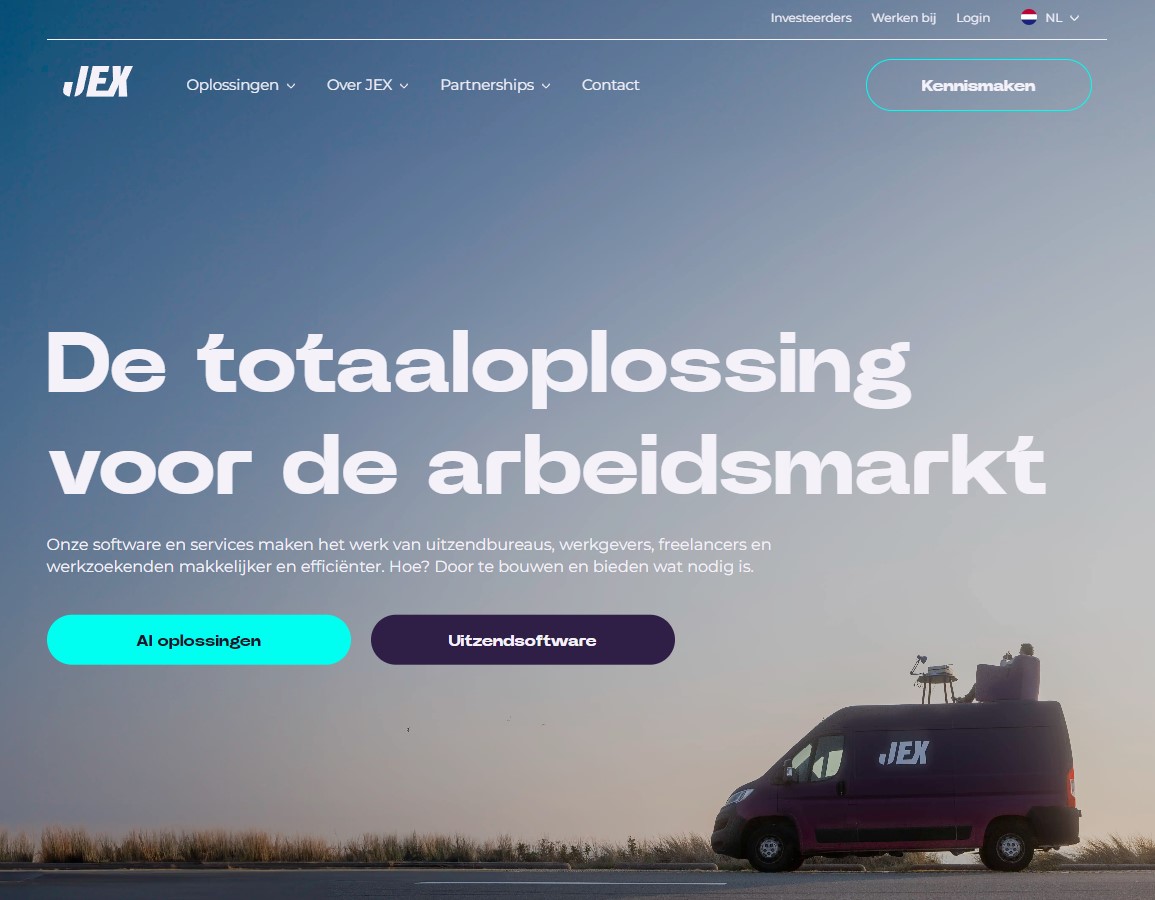 Investeerders Werken bij Login NL
JEX Oplossingen Over JEX Partnerships Contact Kennismaken
De totaaloplossing
voor de arbeidsmarkt
Onze software en services maken het werk van uitzendbureaus, werkgevers, freelancers en
werkzoekenden makkelijker en efficiënter. Hoe? Door te bouwen en bieden wat nodig is.
AI oplossingen Uitzendsoftware
JEX